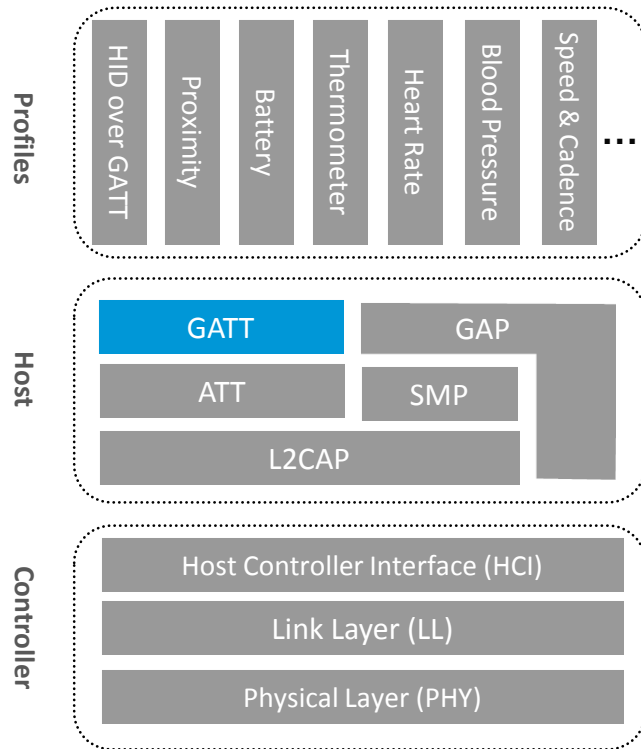 Profiles
HID over GATT
Proximity
Battery
Thermometer
Heart Rate
Blood Pressure
Speed & Cadence
...
Host
GATT
GAP
ATT
SMP
L2CAP
Controller
Host Controller Interface (HCI)
Link Layer (LL)
Physical Layer (PHY)